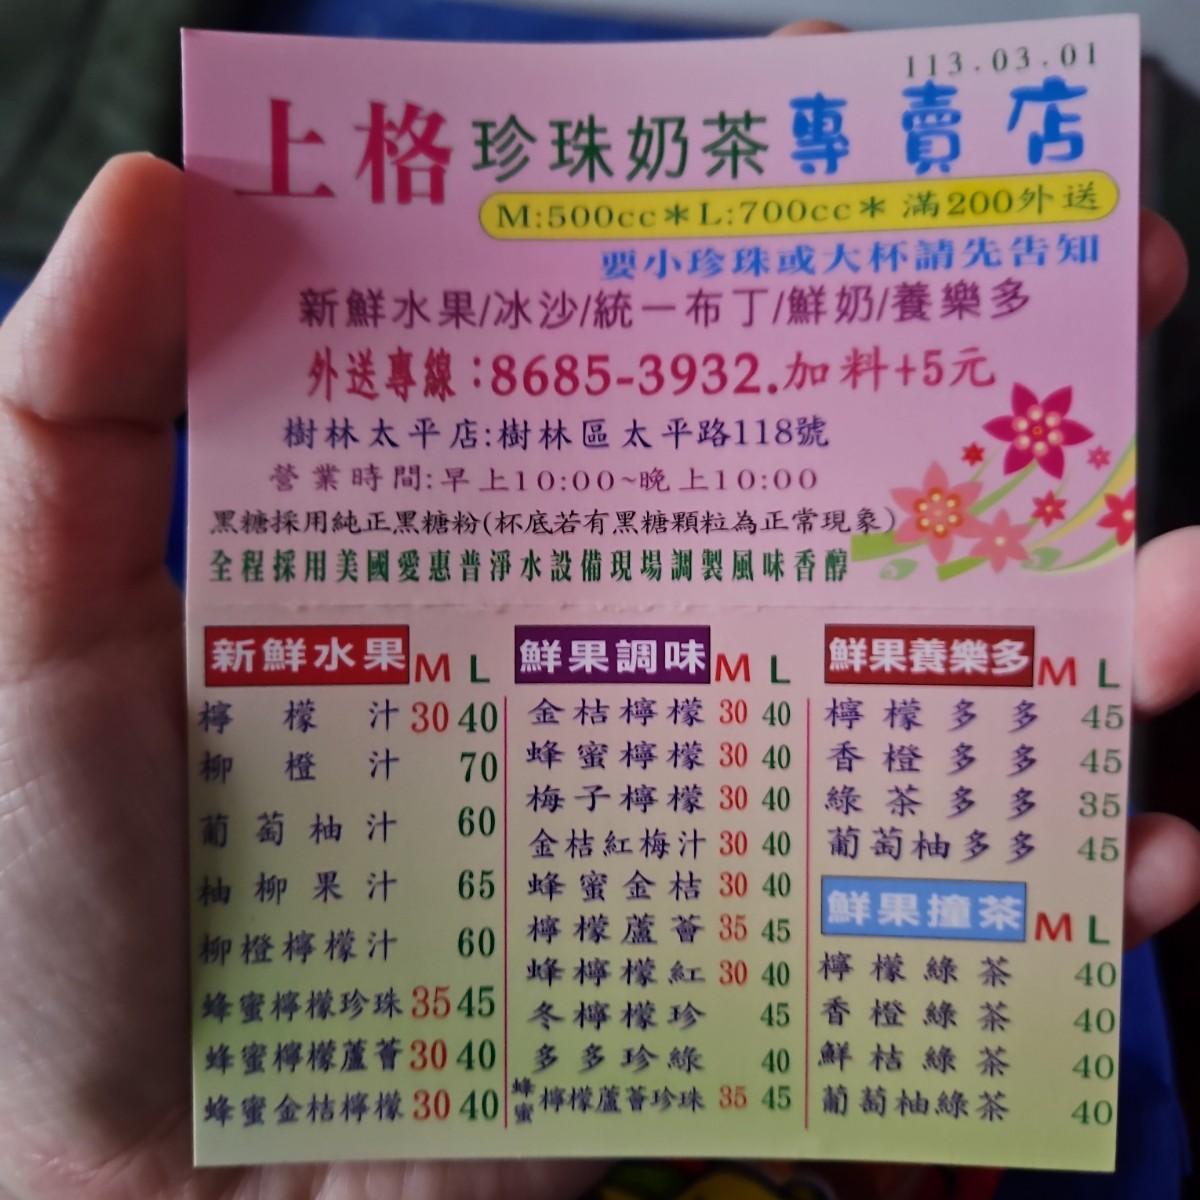 113.03.01
上格珍珠奶茶專賣店
M:500cc*L:700cc* 滿200外送
要小珍珠或大杯請先告知
新鮮水果/冰沙/統一布丁/鮮奶/養樂多
外送專線:8685-3932.加料+5元
樹林太平店:樹林區太平路118號
營業時間:早上10:00~晚上10:00
黑糖採用純正黑糖粉(杯底若有黑糖顆粒為正常現象)
全程採用美國愛惠普淨水設備現場調製風味香醇
新鮮水果 M L
檸檬汁 30 40
柳橙汁 70
葡萄柚汁 60
柚柳果汁 65
柳橙檸檬汁 60
蜂蜜檸檬珍珠 35 45
蜂蜜檸檬蘆薈 30 40
蜂蜜金桔檸檬 30 40
鮮果調味 M L
金桔檸檬 30 40
蜂蜜檸檬 30 40
梅子檸檬 30 40
金桔紅梅汁 30 40
蜂蜜金桔 30 40
檸檬蘆薈 35 45
蜂檸檬紅 30 40
冬檸檬珍 45
多多珍綠 40
蜂蜜檸檬蘆薈珍珠 35 45
鮮果養樂多 M L
檸檬多多 45
香橙多多 45
綠茶多多 35
葡萄柚多多 45
鮮果撞茶 M L
檸檬綠茶 40
香橙綠茶 40
鮮桔綠茶 40
葡萄柚綠茶 40